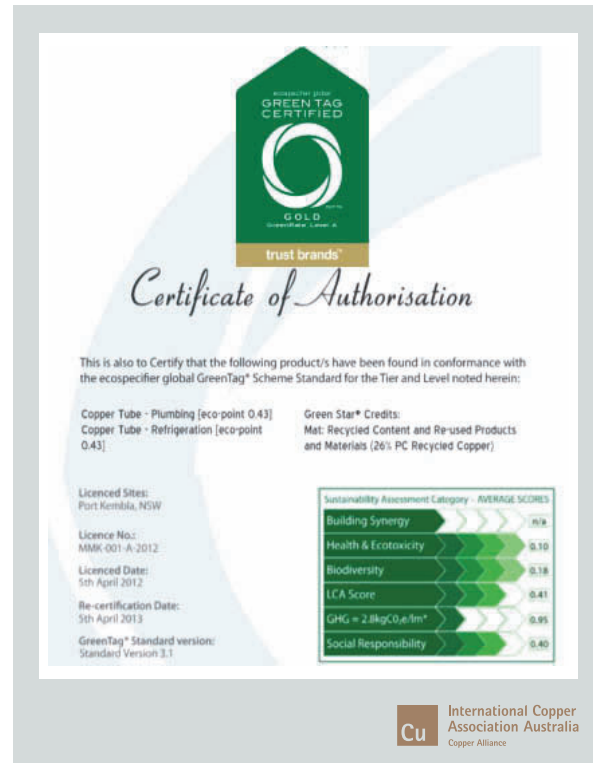 ecospecifier global
GREEN TAG
CERTIFIED
GOLD
GreenRate Level A
trust brands™
Certificate of Authorisation
This is also to Certify that the following product/s have been found in conformance with
the ecospecifier global GreenTag® Scheme Standard for the Tier and Level noted herein:
Copper Tube - Plumbing [eco-point 0.43]
Copper Tube - Refrigeration [eco-point
0.43]
Green Star® Credits:
Mat: Recycled Content and Re-used Products
and Materials (26% PC Recycled Copper)
Licenced Sites:
Port Kembla, NSW
Licence No.:
MMK-001-A-2012
Licenced Date:
5th April 2012
Re-certification Date:
5th April 2013
GreenTag® Standard version:
Standard Version 3.1
Sustainability Assessment Category - AVERAGE SCORES
Building Synergy n/a
Health & Ecotoxicity 0.10
Biodiversity 0.18
LCA Score 0.41
GHG = 2.8kgCO₂e/lm* 0.95
Social Responsibility 0.40
Cu
International Copper
Association Australia
Copper Alliance